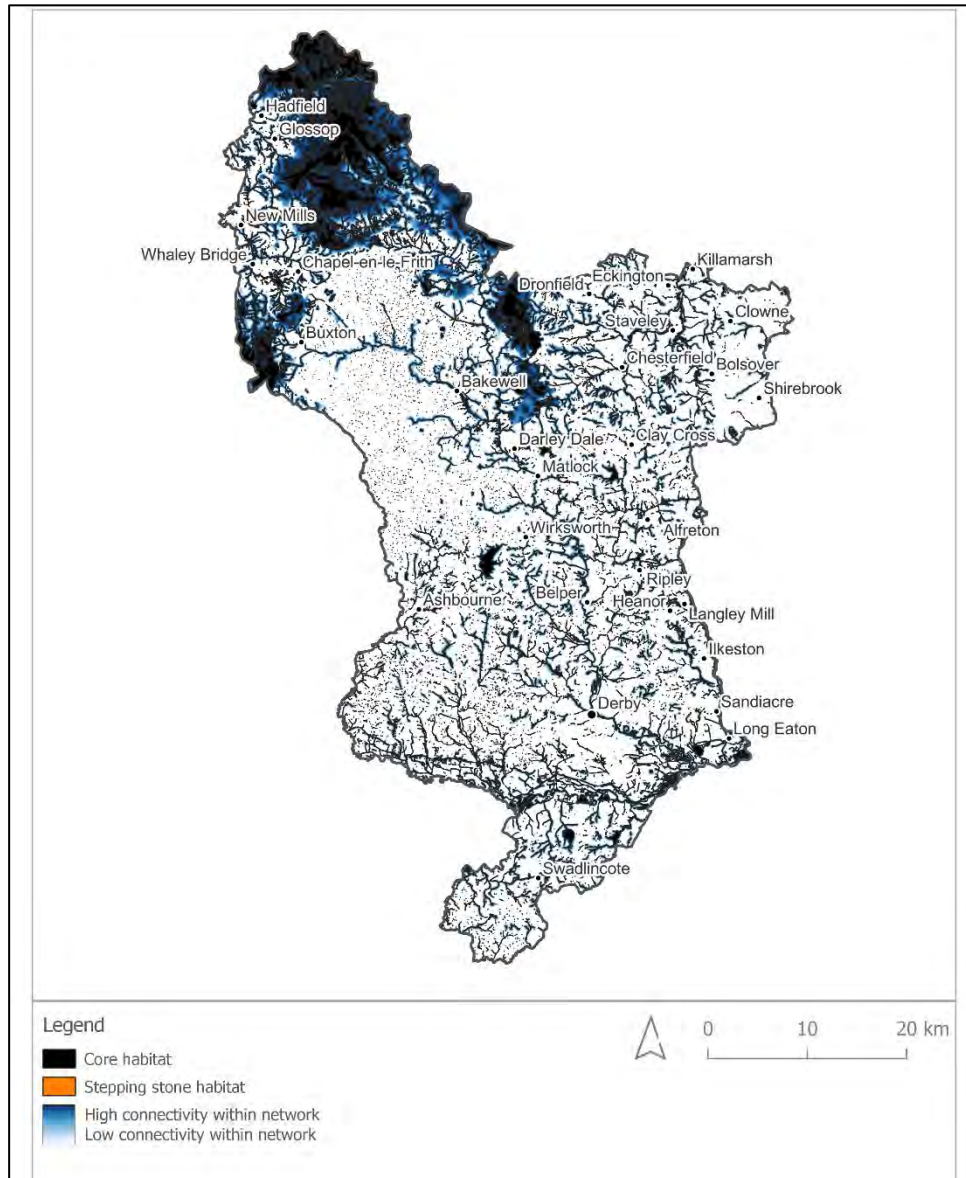 Hadfield
Glossop
New Mills
Whaley Bridge
Chapel-en-le-Frith
Killamarsh
Dronfield
Eckington
Clowne
Staveley
Buxton
Chesterfield
Bolsover
Bakewell
Shirebrook
Darley Dale
Clay Cross
Matlock
Wirksworth
Alfreton
Ripley
Ashbourne
Belper
Heanor
Langley Mill
Ilkeston
Derby
Sandiacre
Long Eaton
Swadlincote
Legend
Core habitat
Stepping stone habitat
High connectivity within network
Low connectivity within network
0 10 20 km